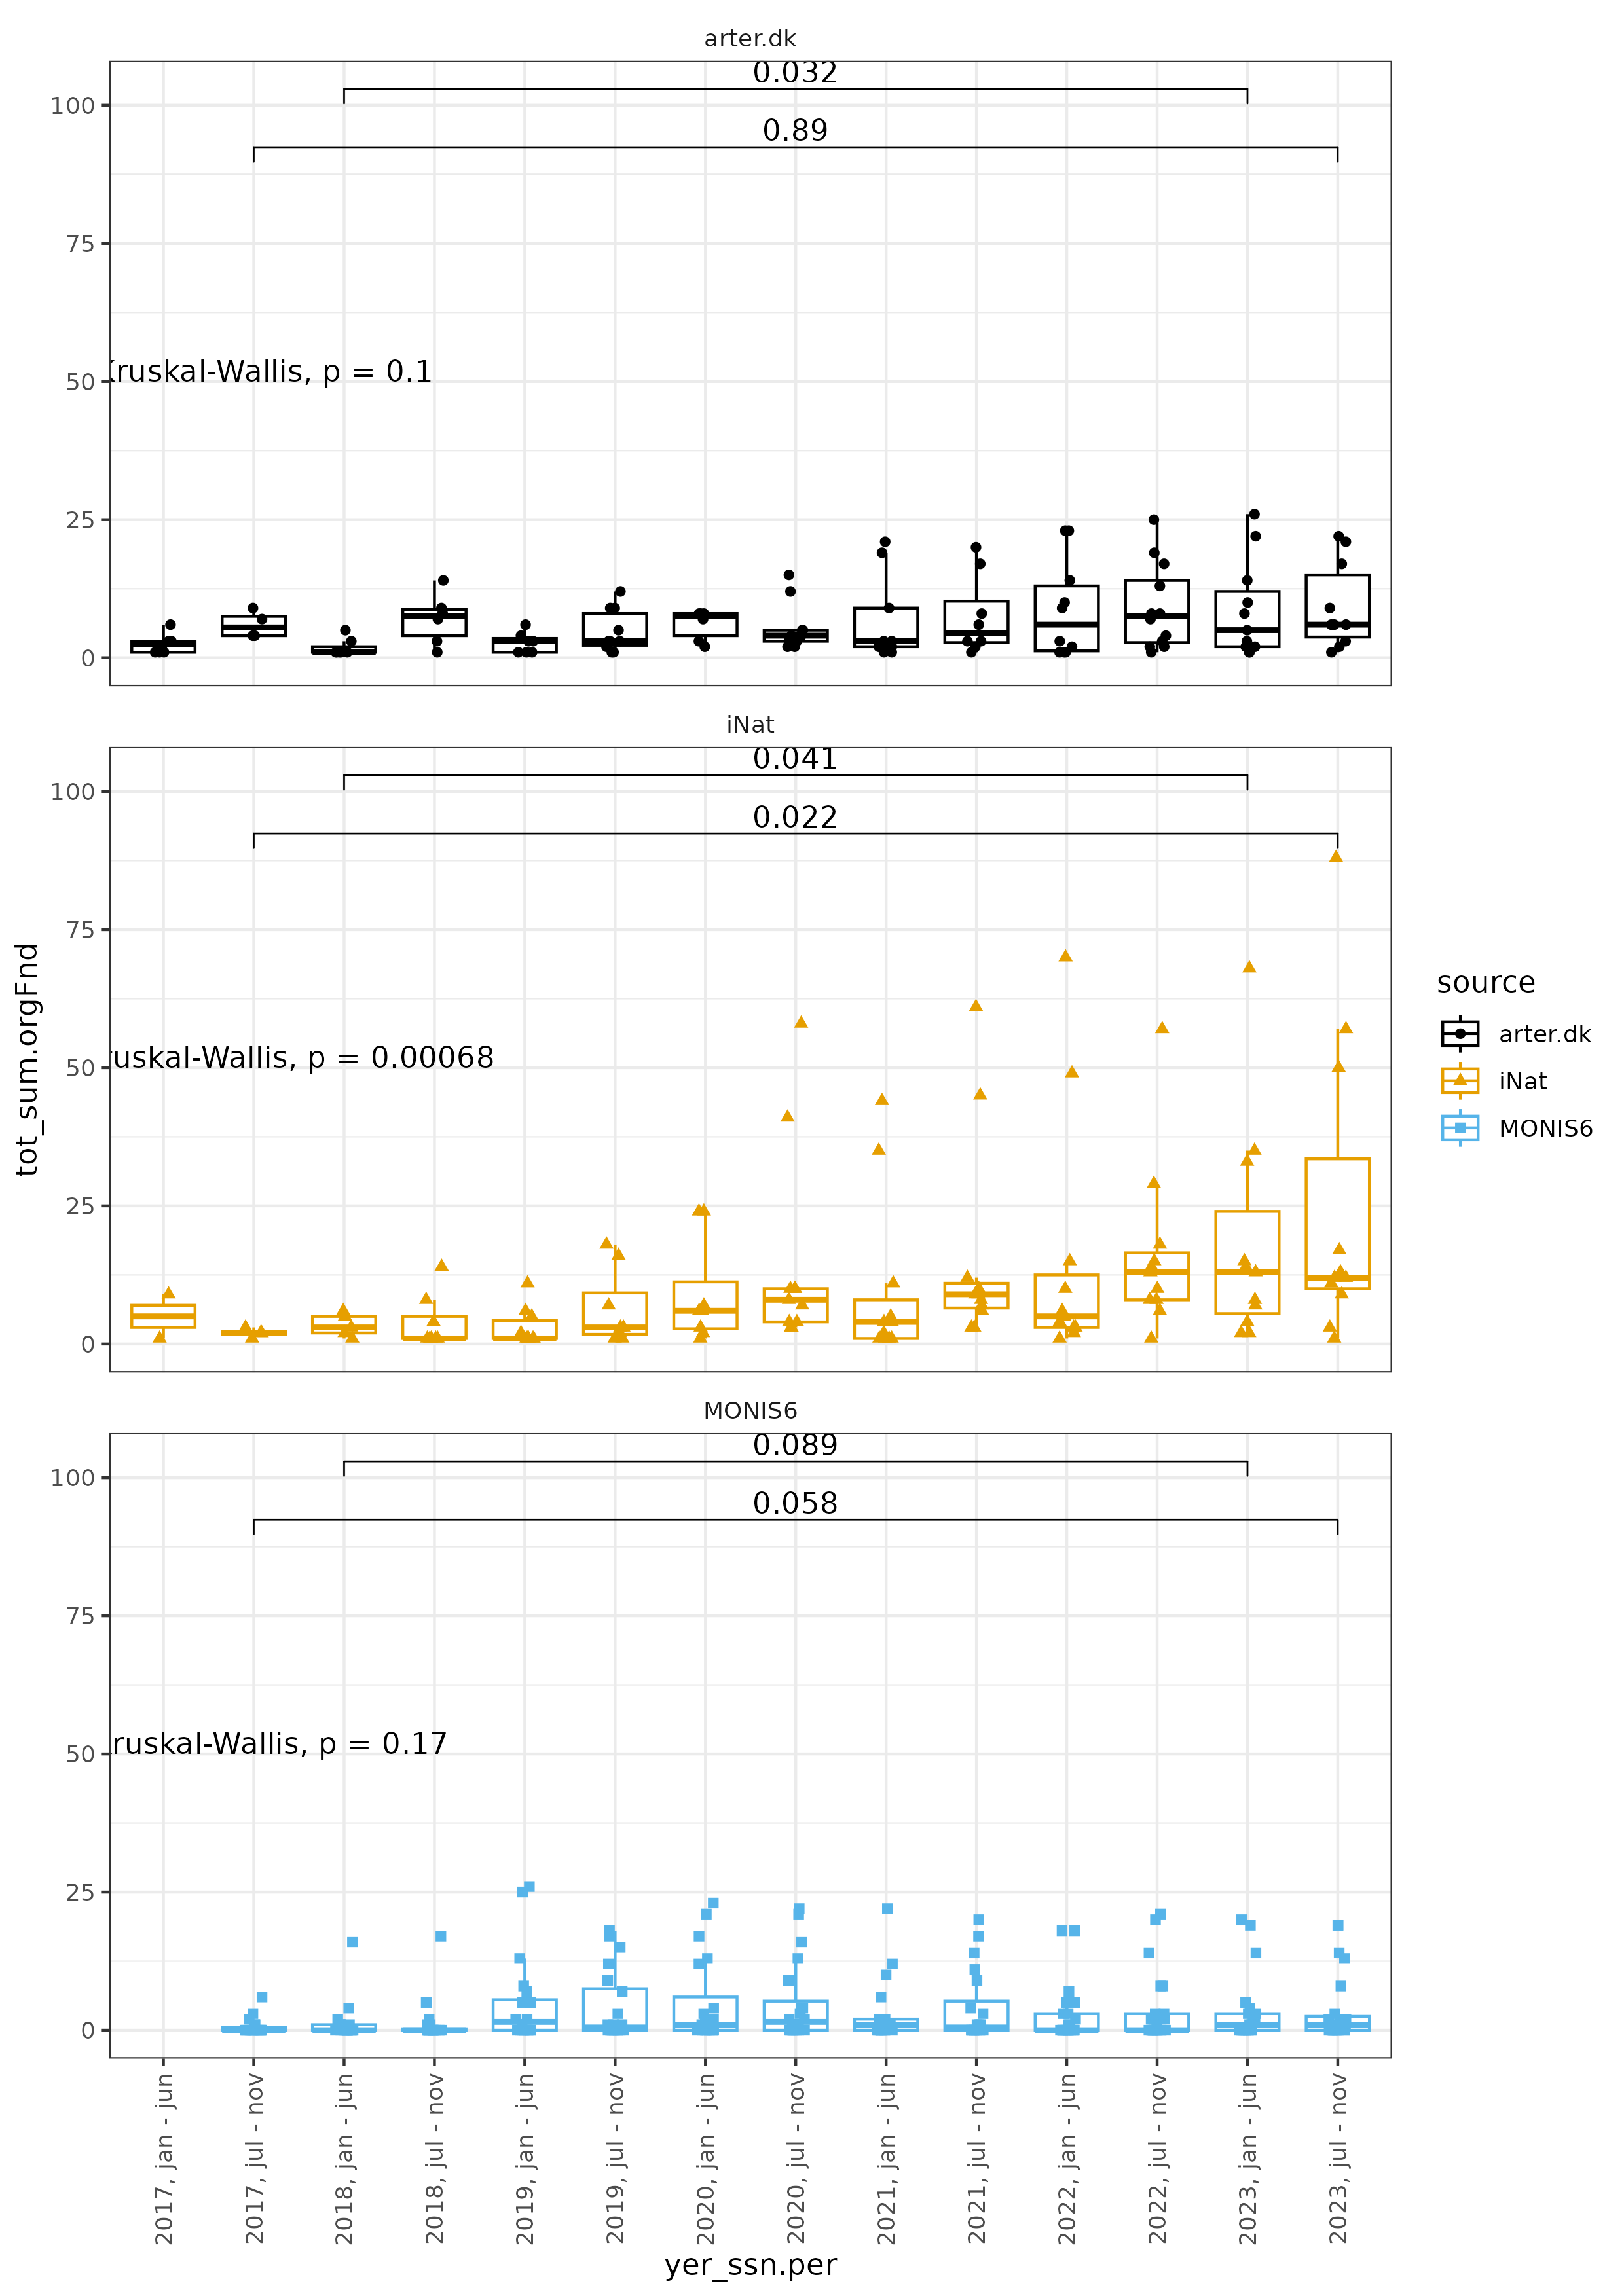 arter.dk
0.032
100
0.89
75
Kruskal-Wallis, p = 0.1
50
25
0
iNat
0.041
100
0.022
75
ruskal-Wallis, p = 0.00068
50
25
0
MONIS6
0.089
100
0.058
75
ruskal-Wallis, p = 0.17
50
25
0
tot_sum.orgFnd
source
arter.dk
iNat
MONIS6
2017, jan - jun
2017, jul - nov
2018, jan - jun
2018, jul - nov
2019, jan - jun
2019, jul - nov
2020, jan - jun
2020, jul - nov
2021, jan - jun
2021, jul - nov
2022, jan - jun
2022, jul - nov
2023, jan - jun
2023, jul - nov
yer_ssn.per